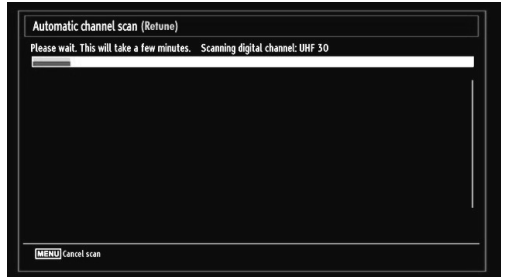 Automatic channel scan (Retune)
Please wait. This will take a few minutes. Scanning digital channel: UHF 30
MENU Cancel scan